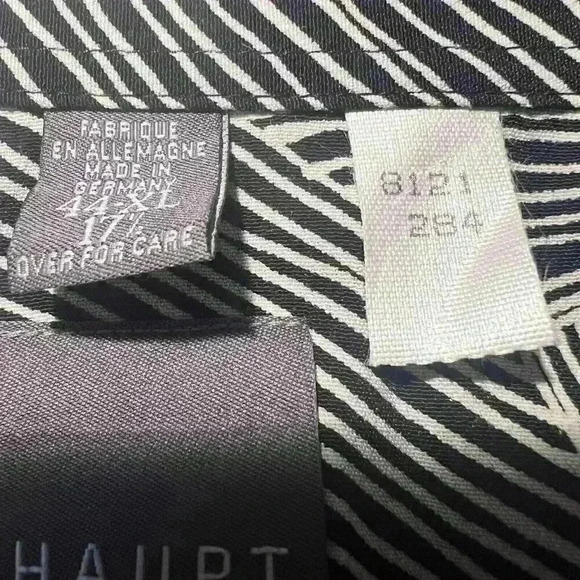 FABRIQUE
EN ALLEMAGNE
MADE IN
GERMANY
44-XL
17½
OVER FOR CARE
8121
284
HAUPT